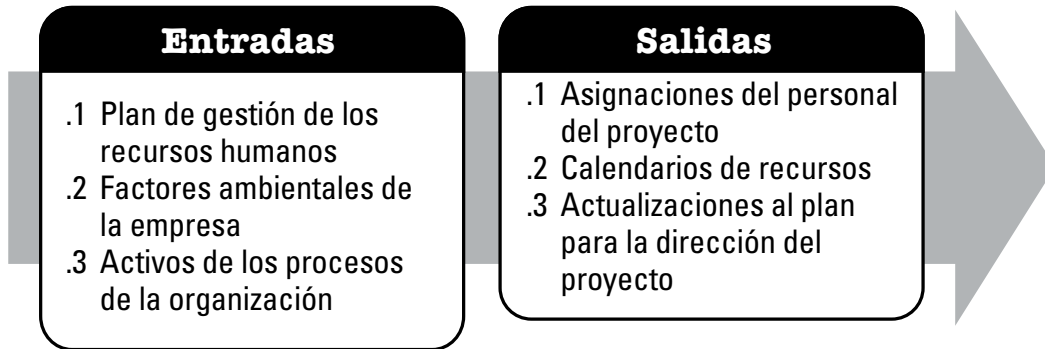 Entradas
.1 Plan de gestión de los
recursos humanos
.2 Factores ambientales de
la empresa
.3 Activos de los procesos
de la organización
Salidas
.1 Asignaciones del personal
del proyecto
.2 Calendarios de recursos
.3 Actualizaciones al plan
para la dirección del
proyecto